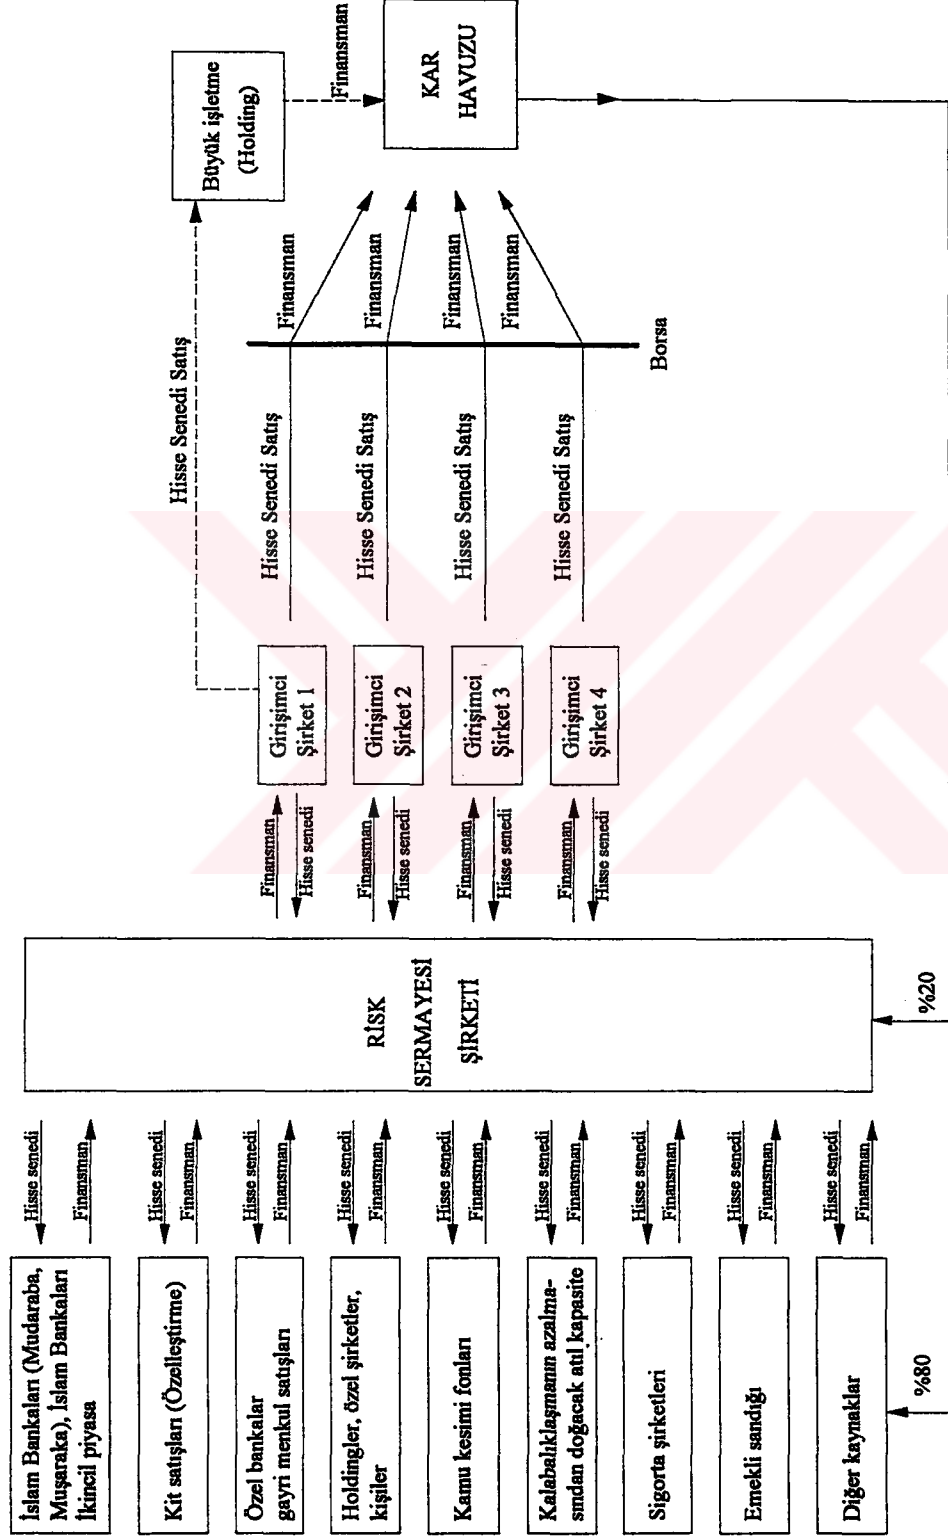 İslam Bankaları (Mudaraba,
Muşaraka), İslam Bankaları
İkincil piyasa
Kit satışları (Özelleştirme)
Özel bankalar
gayri menkul satışları
Holdingler, özel şirketler,
kişiler
Kamu kesimi fonları
Kalabalıklaşmanın azalma-
sından doğacak atıl kapasite
Sigorta şirketleri
Emekli sandığı
Diğer kaynaklar
%80
Hisse senedi
Finansman
Hisse senedi
Finansman
Hisse senedi
Finansman
Hisse senedi
Finansman
Hisse senedi
Finansman
Hisse senedi
Finansman
Hisse senedi
Finansman
Hisse senedi
Finansman
Hisse senedi
Finansman
RİSK
SERMAYESİ
ŞİRKETİ
%20
Finansman
Hisse senedi
Finansman
Hisse senedi
Finansman
Hisse senedi
Finansman
Hisse senedi
Girişimci
Şirket 1
Girişimci
Şirket 2
Girişimci
Şirket 3
Girişimci
Şirket 4
Hisse Senedi Satış
Hisse Senedi Satış
Hisse Senedi Satış
Hisse Senedi Satış
Hisse Senedi Satış
Borsa
Finansman
Finansman
Finansman
Finansman
Büyük işletme
(Holding)
Finansman
KAR
HAVUZU